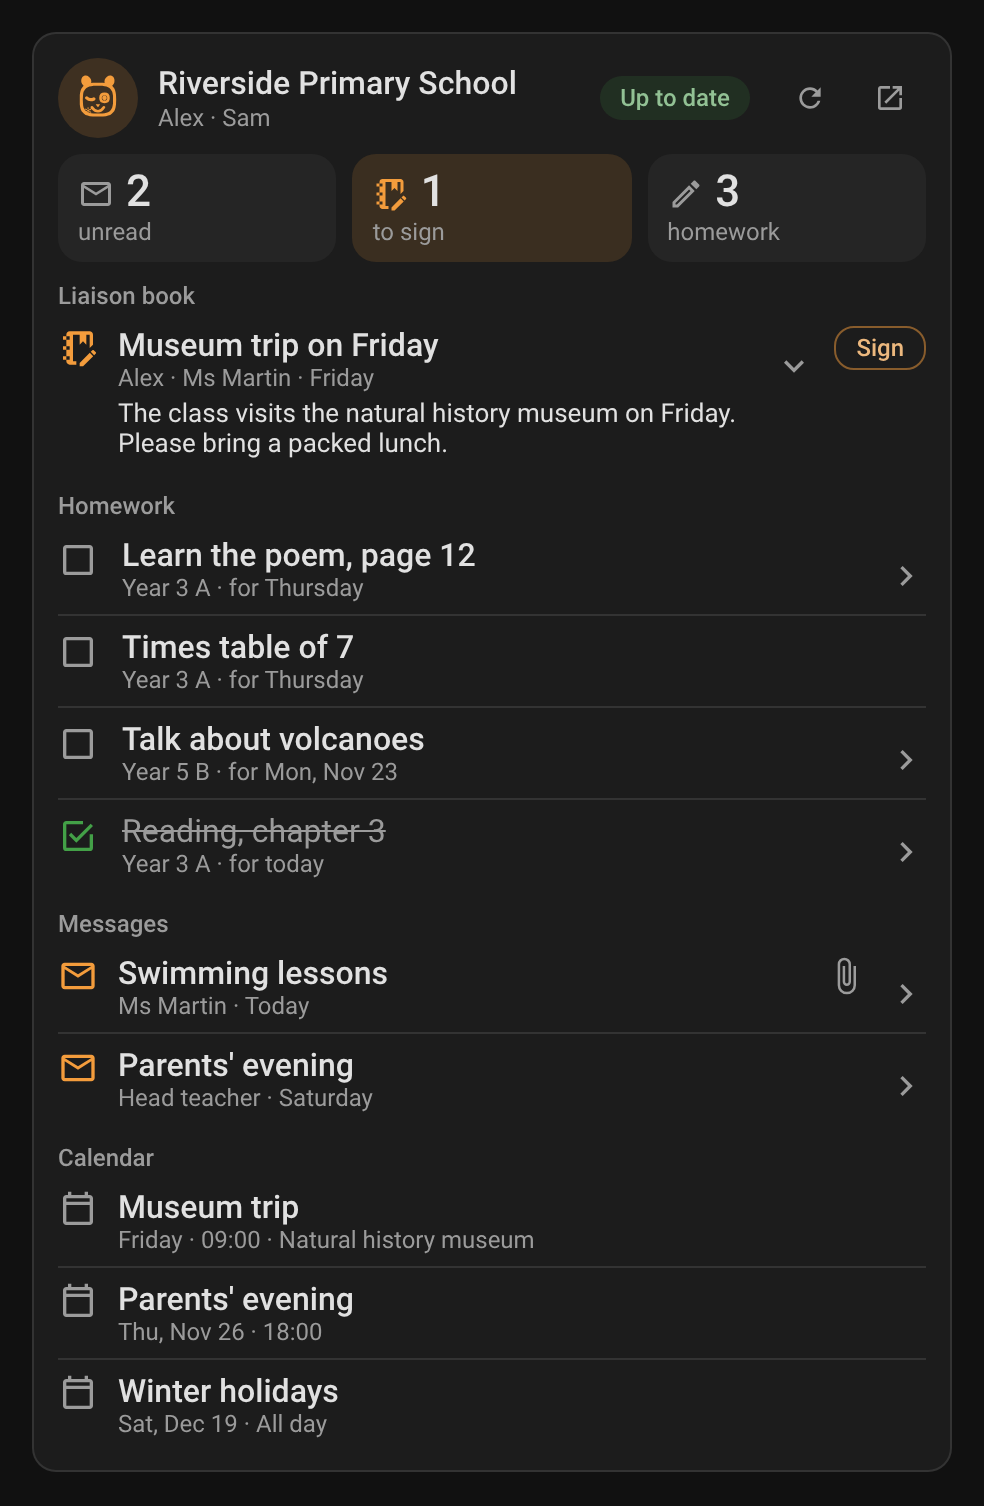 Riverside Primary School
Alex · Sam
Up to date
2
unread
1
to sign
3
homework
Liaison book
Museum trip on Friday
Alex · Ms Martin · Friday
Sign
The class visits the natural history museum on Friday.
Please bring a packed lunch.
Homework
Learn the poem, page 12
Year 3 A · for Thursday
Times table of 7
Year 3 A · for Thursday
Talk about volcanoes
Year 5 B · for Mon, Nov 23
Reading, chapter 3
Year 3 A · for today
Messages
Swimming lessons
Ms Martin · Today
Parents' evening
Head teacher · Saturday
Calendar
Museum trip
Friday · 09:00 · Natural history museum
Parents' evening
Thu, Nov 26 · 18:00
Winter holidays
Sat, Dec 19 · All day